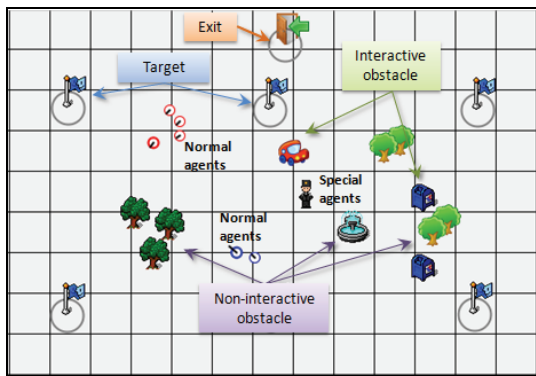 Exit
Target
Interactive
obstacle
Normal
agents
Special
agents
Normal
agents
Non-interactive
obstacle